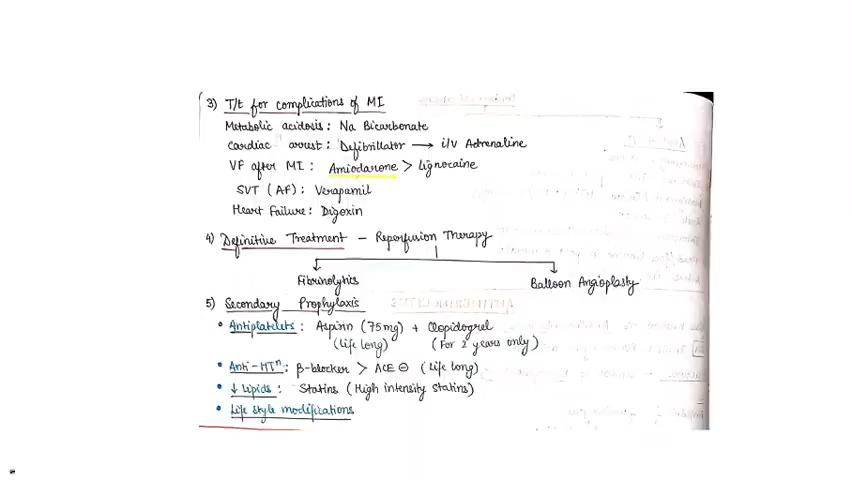 3) T/t for complications of MI
Metabolic acidosis: Na Bicarbonate
Cardiac arrest: Defibrillator → i/v Adrenaline
VF after MI: Amiodarone > lignocaine
SVT (AF): Verapamil
Heart Failure: Digoxin
4) Definitive Treatment - Reperfusion Therapy
Fibrinolytics Balloon Angioplasty
5) Secondary Prophylaxis
• Antiplatelets: Aspirin (75mg) + Clopidogrel
(Life long) (For 2 years only)
• Anti-HTⁿ: β-blocker > ACE ⊖ (Life long)
• ↓ Lipids: Statins (High intensity statins)
• Life style modifications